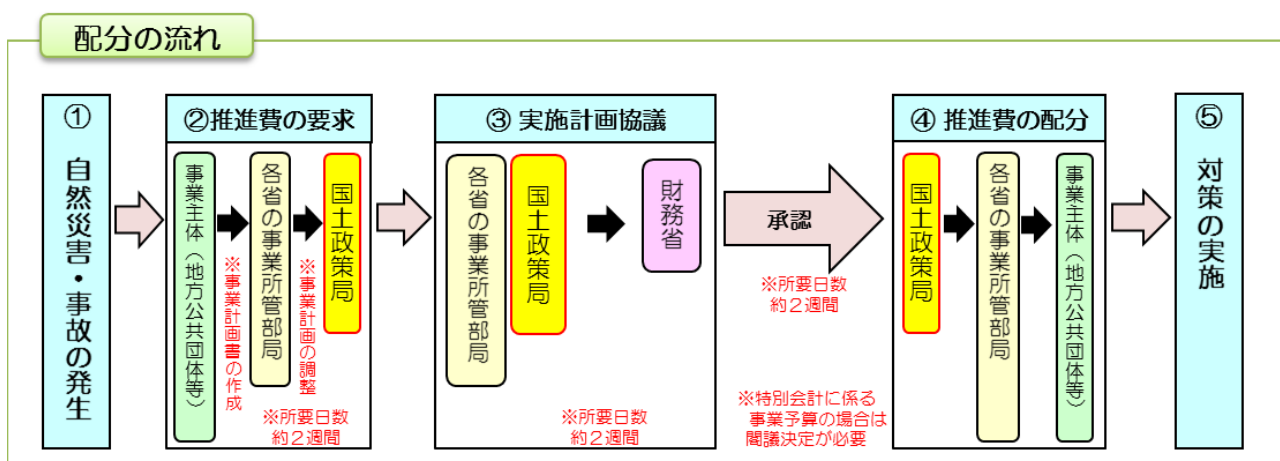 配分の流れ
① 自然災害・事故の発生
②推進費の要求
事業主体（地方公共団体等）
※事業計画書の作成
各省の事業所管部局
※事業計画の調整
国土政策局
※所要日数
約２週間
③ 実施計画協議
各省の事業所管部局
国土政策局
財務省
※所要日数
約２週間
承認
※所要日数
約２週間
※特別会計に係る
事業予算の場合は
閣議決定が必要
④ 推進費の配分
国土政策局
各省の事業所管部局
事業主体（地方公共団体等）
⑤ 対策の実施